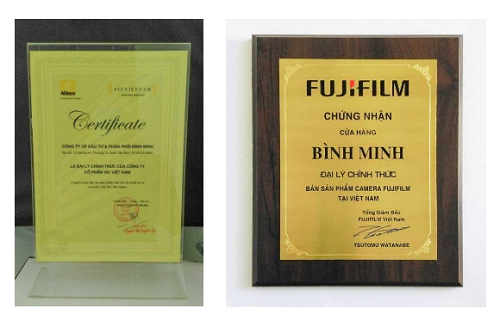 Nikon
VICVIETNAM
Certificate
CÔNG TY CP ĐẦU TƯ & PHÂN PHỐI BÌNH MINH
LÀ ĐẠI LÝ CHÍNH THỨC CỦA CÔNG TY
CỔ PHẦN VIC VIỆT NAM
FUJIFILM
CHỨNG NHẬN
CỬA HÀNG
BÌNH MINH
ĐẠI LÝ CHÍNH THỨC
BÁN SẢN PHẨM CAMERA FUJIFILM
TẠI VIỆT NAM
Tổng Giám Đốc
FUJIFILM Việt Nam
TSUTOMU WATANABE